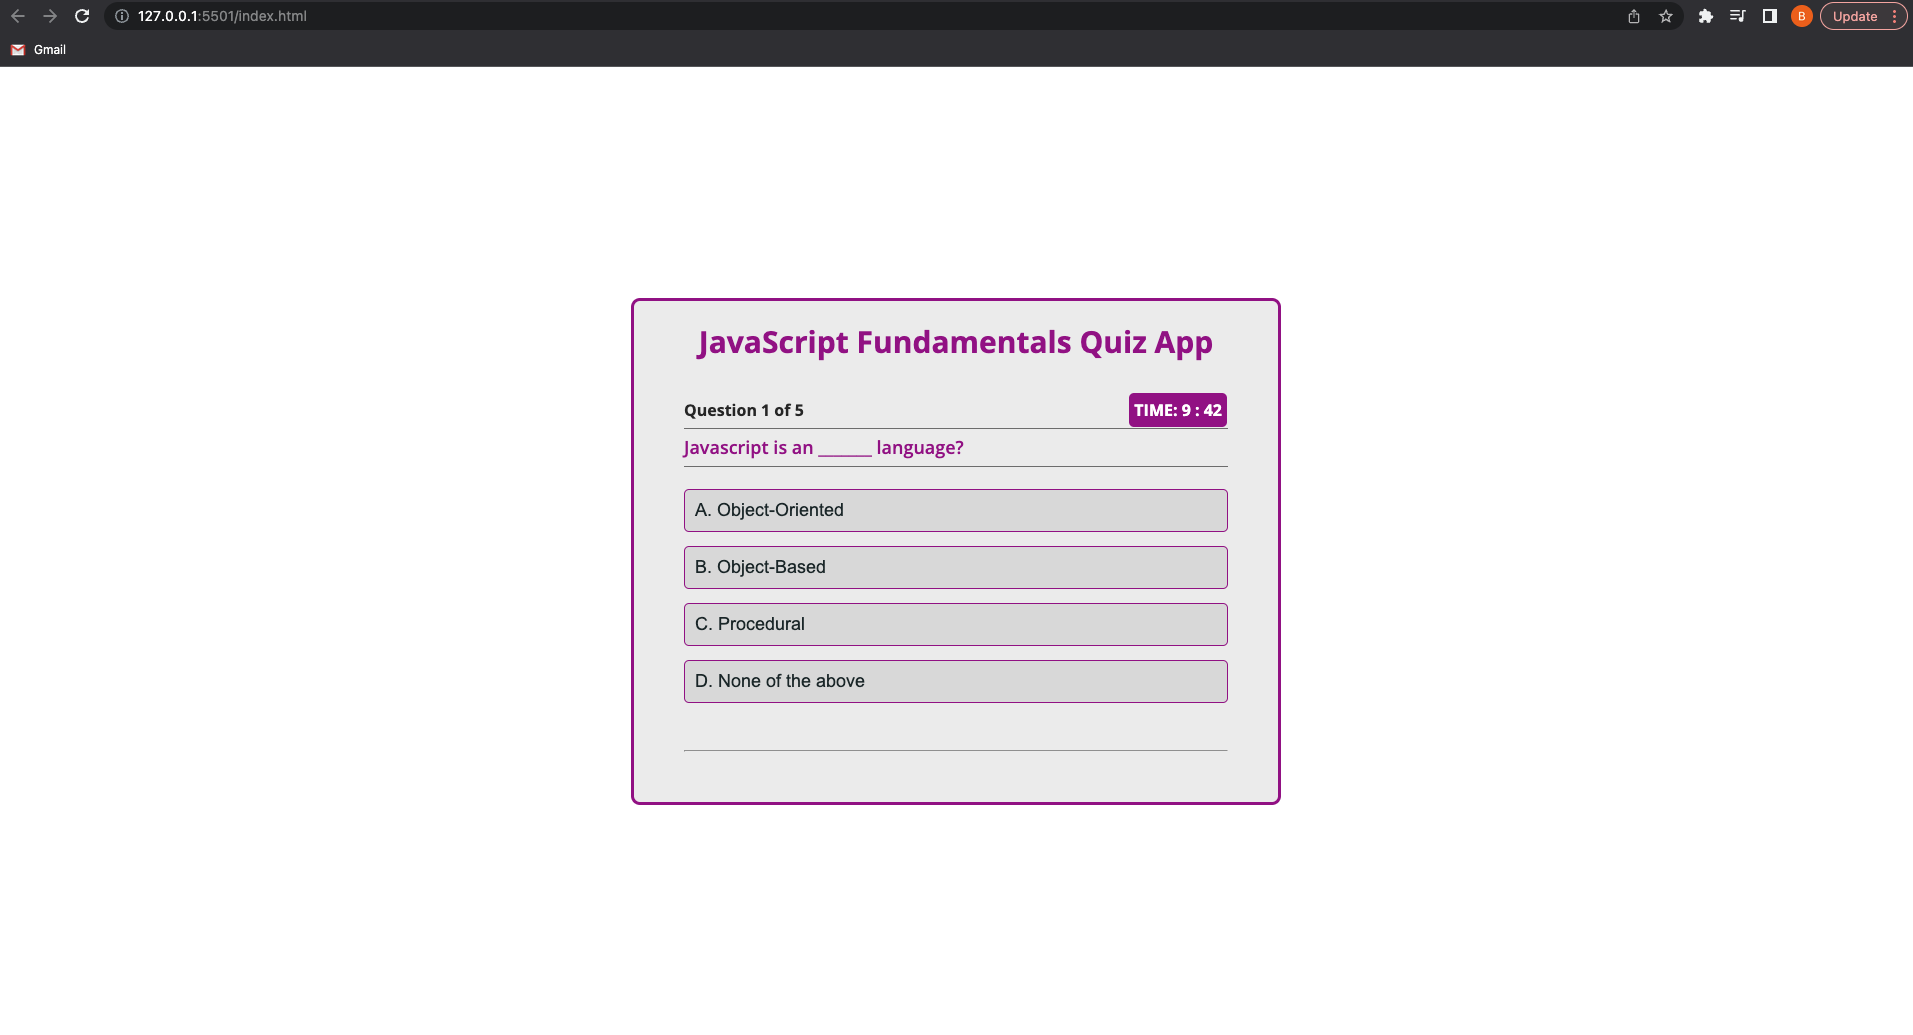 127.0.0.1:5501/index.html
B
Update
Gmail
JavaScript Fundamentals Quiz App
Question 1 of 5
TIME: 9 : 42
Javascript is an ______ language?
A. Object-Oriented
B. Object-Based
C. Procedural
D. None of the above